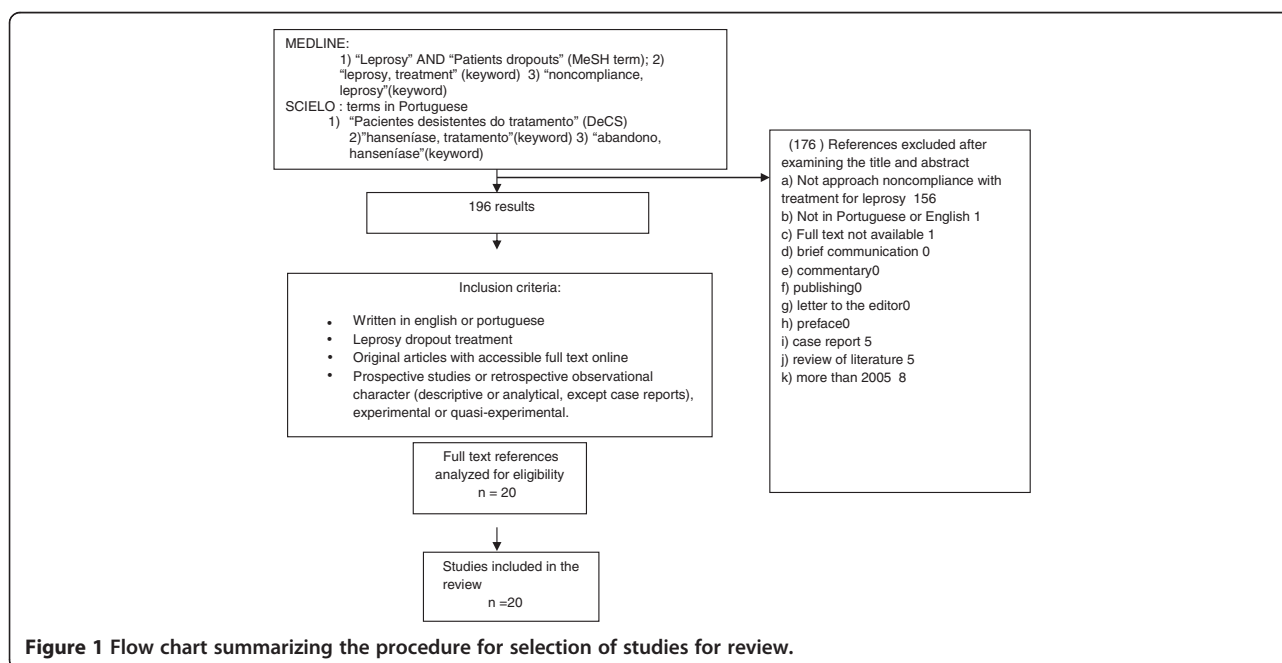 MEDLINE:
1) “Leprosy” AND “Patients dropouts” (MeSH term); 2)
“leprosy, treatment” (keyword) 3) “noncompliance,
leprosy”(keyword)
SCIELO : terms in Portuguese
1) “Pacientes desistentes do tratamento” (DeCS)
2)”hanseníase, tratamento”(keyword) 3) “abandono,
hanseníase”(keyword)
196 results
(176 ) References excluded after
examining the title and abstract
a) Not approach noncompliance with
treatment for leprosy 156
b) Not in Portuguese or English 1
c) Full text not available 1
d) brief communication 0
e) commentary0
f) publishing0
g) letter to the editor0
h) preface0
i) case report 5
j) review of literature 5
k) more than 2005 8
Inclusion criteria:
• Written in english or portuguese
• Leprosy dropout treatment
• Original articles with accessible full text online
• Prospective studies or retrospective observational
character (descriptive or analytical, except case reports),
experimental or quasi-experimental.
Full text references
analyzed for eligibility
n = 20
Studies included in the
review
n =20
Figure 1 Flow chart summarizing the procedure for selection of studies for review.